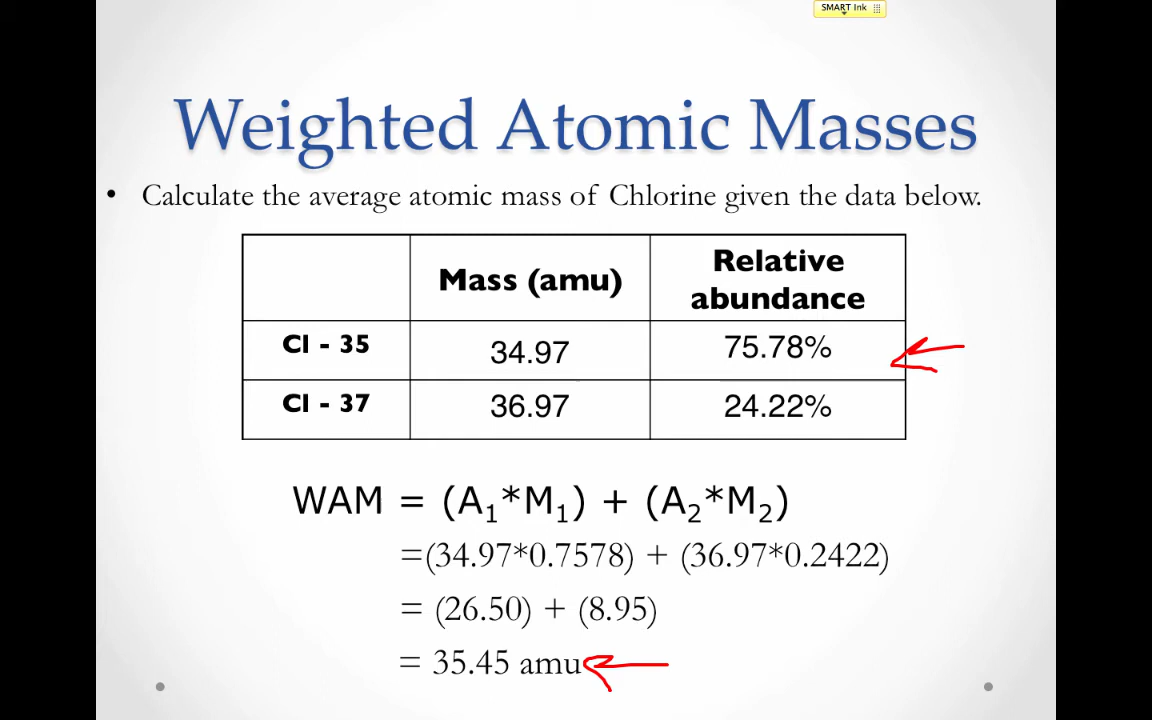 SMART Ink
Weighted Atomic Masses
• Calculate the average atomic mass of Chlorine given the data below.
Mass (amu) Relative abundance
Cl - 35 34.97 75.78%
Cl - 37 36.97 24.22%
WAM = (A₁*M₁) + (A₂*M₂)
=(34.97*0.7578) + (36.97*0.2422)
= (26.50) + (8.95)
= 35.45 amu